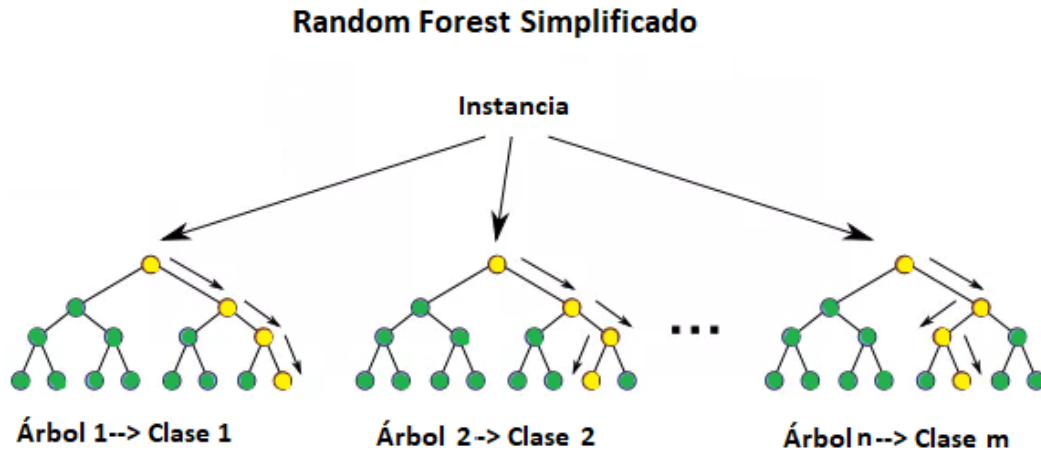 Random Forest Simplificado
Instancia
...
Árbol 1--> Clase 1
Árbol 2-> Clase 2
Árbol n--> Clase m